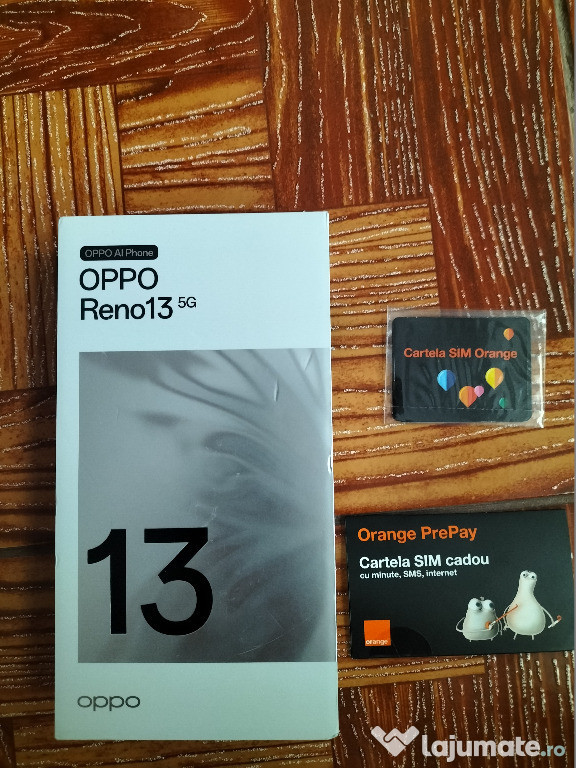 OPPO AI Phone
OPPO
Reno13 5G
13
oppo
Cartela SIM Orange
Orange PrePay
Cartela SIM cadou
cu minute, SMS, internet
orange
lajumate.ro